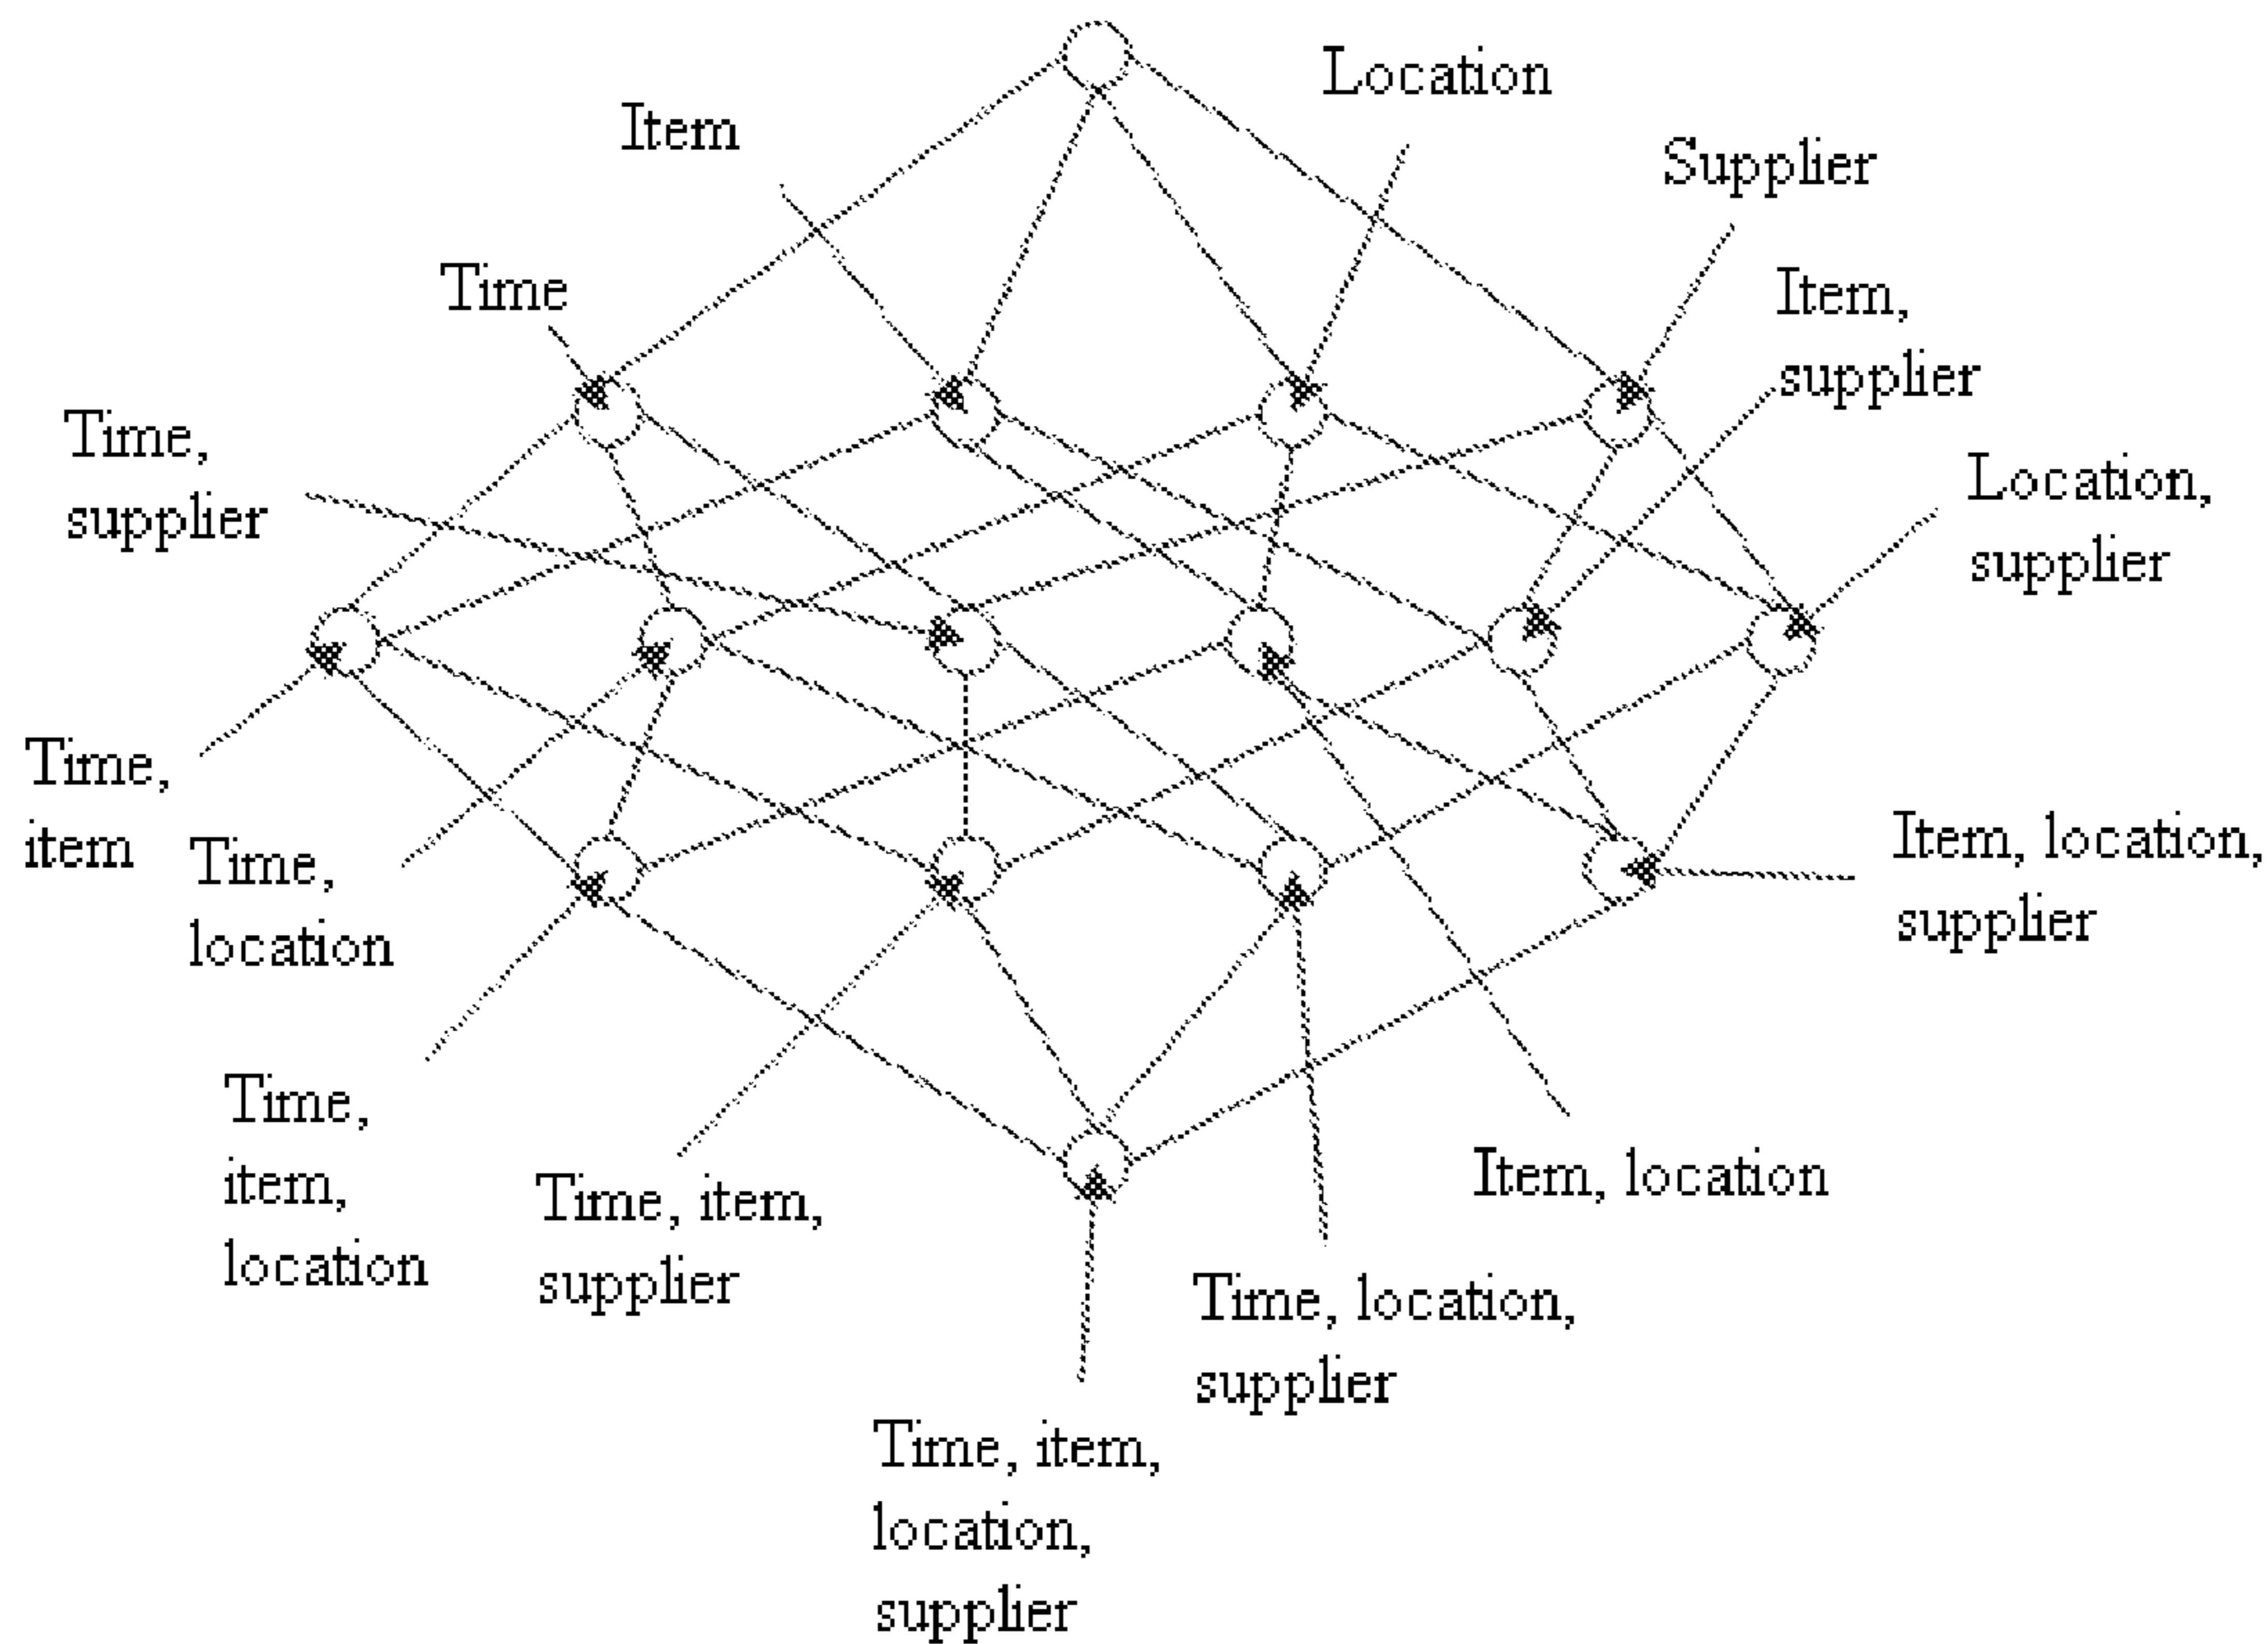 Location
Item
Supplier
Time
Item,
supplier
Time,
supplier
Location,
supplier
Time,
item
Time,
location
Item, location,
supplier
Time,
item,
location
Time, item,
supplier
Item, location
Time, location,
supplier
Time, item,
location,
supplier